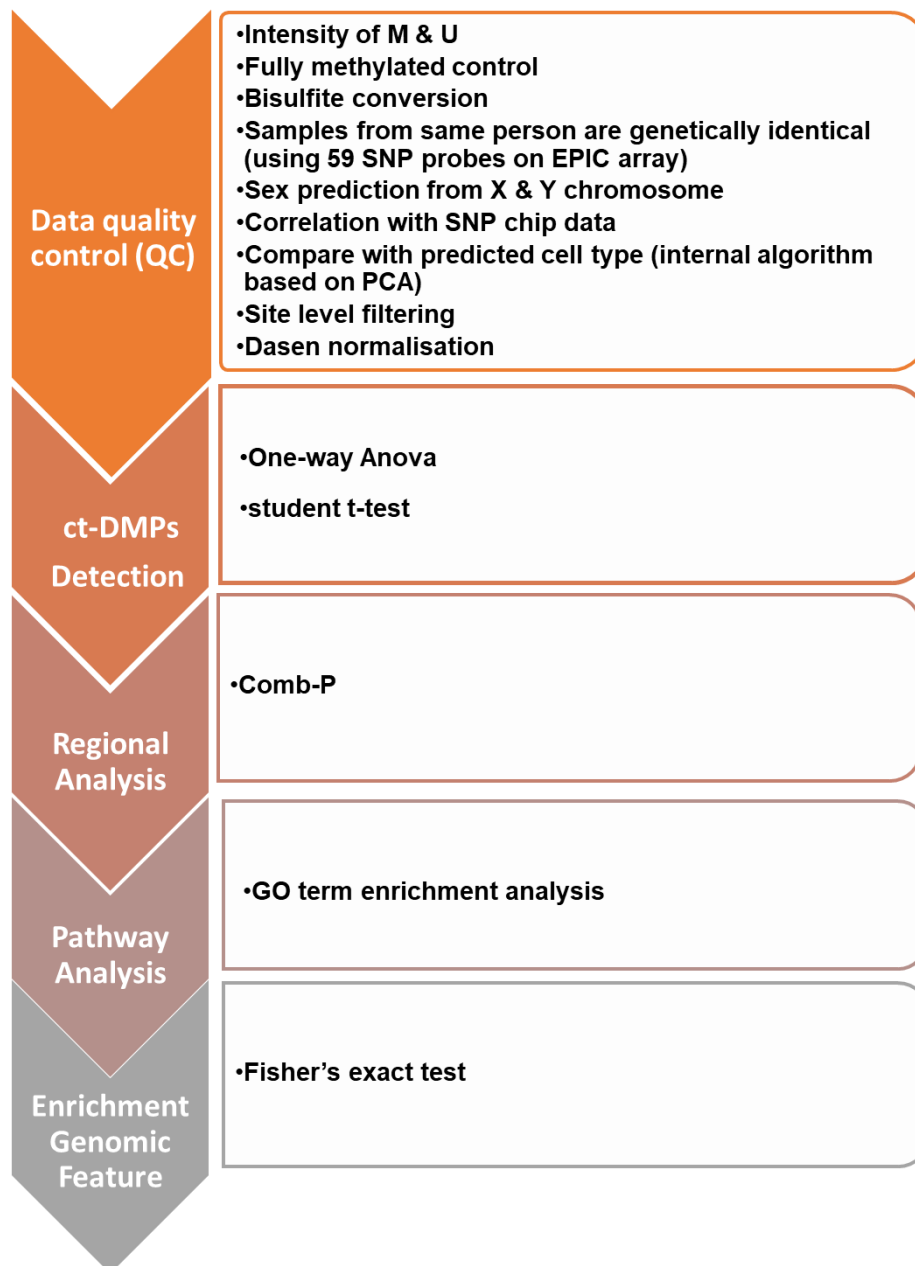 Data quality
control (QC)
•Intensity of M & U
•Fully methylated control
•Bisulfite conversion
•Samples from same person are genetically identical
(using 59 SNP probes on EPIC array)
•Sex prediction from X & Y chromosome
•Correlation with SNP chip data
•Compare with predicted cell type (internal algorithm
based on PCA)
•Site level filtering
•Dasen normalisation
ct-DMPs
Detection
•One-way Anova
•student t-test
Regional
Analysis
•Comb-P
Pathway
Analysis
•GO term enrichment analysis
Enrichment
Genomic
Feature
•Fisher’s exact test